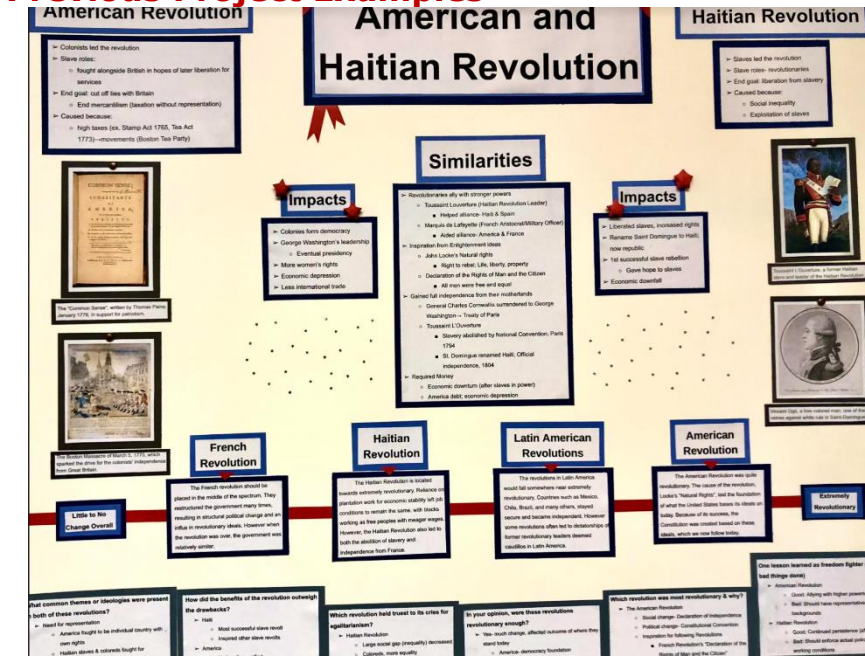 Previous Project Examples
American Revolution
➢ Colonists led the revolution
➢ Slave roles:
○ fought alongside British in hopes of later liberation for
services
➢ End goal: cut off ties with Britain
○ End mercantilism (taxation without representation)
➢ Caused because:
○ high taxes (ex. Stamp Act 1765, Tea Act
1773)→movements (Boston Tea Party)
American and
Haitian Revolution
Haitian Revolution
➢ Slaves led the revolution
➢ Slave roles- revolutionaries
➢ End goal: liberation from slavery
➢ Caused because:
○ Social inequality
○ Exploitation of slaves
COMMON SENSE;
INHABITANTS
AMERICA,
The "Common Sense", written by Thomas Paine,
January 1776, in support for patriotism.
The Boston Massacre of March 5, 1770, which
sparked the drive for the colonists' independence
from Great Britain.
Impacts
➢ Colonies form democracy
➢ George Washington's leadership
○ Eventual presidency
➢ More women's rights
➢ Economic depression
➢ Less international trade
Similarities
➢ Revolutionaries ally with stronger powers
○ Toussaint Louverture (Haitian Revolution Leader)
■ Helped alliance- Haiti & Spain
○ Marquis de Lafayette (French Aristocrat/Military Officer)
■ Aided alliance- America & France
➢ Inspiration from Enlightenment ideas
○ John Locke's Natural rights
■ Right to rebel; Life, liberty, property
○ Declaration of the Rights of Man and the Citizen
■ All men were free and equal
➢ Gained full independence from their motherlands
○ General Charles Cornwallis surrendered to George
Washington→ Treaty of Paris
○ Toussaint L'Ouverture
■ Slavery abolished by National Convention, Paris
1794
■ St. Domingue renamed Haiti; Official
independence, 1804
➢ Required Money
○ Economic downturn (after slaves in power)
○ America debt; economic depression
Impacts
➢ Liberated slaves, increased rights
➢ Rename Saint Domingue to Haiti,
now republic
➢ 1st successful slave rebellion
○ Gave hope to slaves
➢ Economic downfall
Toussaint L'Ouverture, a former Haitian
slave and leader of the Haitian Revolution
Vincent Ogé, a free colored man, one of the
against white rule in Saint-Domingue
Little to No
Change Overall
French
Revolution
The French revolution should be
placed in the middle of the spectrum. They
restructured the government many times,
resulting in structural political change and an
influx in revolutionary ideals. However when
the revolution was over, the government was
relatively similar.
Haitian
Revolution
The Haitian Revolution is located
towards extremely revolutionary. Reliance on
plantation work for economic stability left job
conditions to remain the same, with blacks
working as free peoples with meager wages.
However, the Haitian Revolution also led to
both the abolition of slavery and
independence from France.
Latin American
Revolutions
The revolutions in Latin America
would fall somewhere near extremely
revolutionary. Countries such as Mexico,
Chile, Brazil, and many others, stayed
secure and became independent. However
some revolutions often led to dictatorships of
former revolutionary leaders deemed
caudillos in Latin America.
American
Revolution
The American Revolution was quite
revolutionary. The cause of the revolution,
Locke's "Natural Rights", laid the foundation
of what the United States bases its ideals on
today. Because of its success, the
Constitution was created based on these
ideals, which we now follow today.
Extremely
Revolutionary
What common themes or ideologies were present
in both of these revolutions?
➢ Need for representation
○ America fought to be individual country with
own rights
○ Haitian slaves & coloreds fought for
How did the benefits of the revolution outweigh
the drawbacks?
➢ Haiti
○ Most successful slave revolt
○ Inspired other slave revolts
➢ America
Which revolution held truest to its cries for
egalitarianism?
➢ Haitian Revolution
○ Large social gap (inequality) decreased
○ Coloreds, more equality
In your opinion, were these revolutions
revolutionary enough?
➢ Yes- much change, affected outcome of where they
stand today
○ America- democracy foundation
Which revolution was most revolutionary & why?
➢ The American Revolution
○ Social change- Declaration of Independence
○ Political change- Constitutional Convention
○ Inspiration for following Revolutions
■ French Revolution's "Declaration of the
Rights of Man and the Citizen"
One lesson learned as freedom fighter
bad things done)
➢ American Revolution
○ Good: Allying with higher powers
○ Bad: Should have representation
backgrounds
➢ Haitian Revolution
○ Good: Continued persistence
○ Bad: Should enforce actual
working conditions